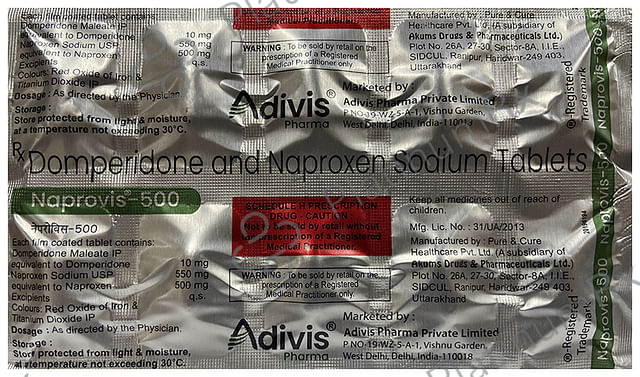 Each film coated tablet contains:
Domperidone Maleate IP
equivalent to Domperidone 10 mg
Naproxen Sodium USP 550 mg
equivalent to Naproxen 500 mg
Excipients q.s.
Colours: Red Oxide of Iron &
Titanium Dioxide IP
Dosage : As directed by the Physician.
Storage :
Store protected from light & moisture,
at a temperature not exceeding 30°C.
Medical Practitioner
WARNING : To be sold by retail on the
prescription of a Registered
Medical Practitioner only.
Adivis®
Pharma
Manufactured by : Pure & Cure
Healthcare Pvt. Ltd. (A subsidiary of
Akums Drugs & Pharmaceuticals Ltd.)
Plot No. 26A, 27-30, Sector-8A, I.I.E.,
SIDCUL, Ranipur, Haridwar-249 403,
Uttarakhand
Marketed by :
Adivis Pharma Private Limited
P NO-19-WZ-S-A-1, Vishnu Garden,
West Delhi, Delhi, India-110018
®-Registered
Trademark
Naprovis-500
Rx Domperidone and Naproxen Sodium Tablets
Naprovis®-500
नेप्रोविस-500
Each film coated tablet contains:
Domperidone Maleate IP
equivalent to Domperidone 10 mg
Naproxen Sodium USP 550 mg
equivalent to Naproxen 500 mg
Excipients q.s.
Colours: Red Oxide of Iron &
Titanium Dioxide IP
Dosage : As directed by the Physician.
Storage :
Store protected from light & moisture,
at a temperature not exceeding 30°C.
SCHEDULE H PRESCRIPTION
DRUG - CAUTION
Not to be sold by retail without
the prescription of a Registered
Medical Practitioner.
WARNING : To be sold by retail on the
prescription of a Registered
Medical Practitioner only.
Adivis®
Pharma
Keep all medicines out of reach of
children.
Mfg. Lic. No. : 31/UA/2013
Manufactured by : Pure & Cure
Healthcare Pvt. Ltd. (A subsidiary of
Akums Drugs & Pharmaceuticals Ltd.)
Plot No. 26A, 27-30, Sector-8A, I.I.E.,
SIDCUL, Ranipur, Haridwar-249 403,
Uttarakhand
Marketed by :
Adivis Pharma Private Limited
P NO-19-WZ-S-A-1, Vishnu Garden,
West Delhi, Delhi, India-110018
®-Registered
Trademark
Naprovis-500
Naprovis-500